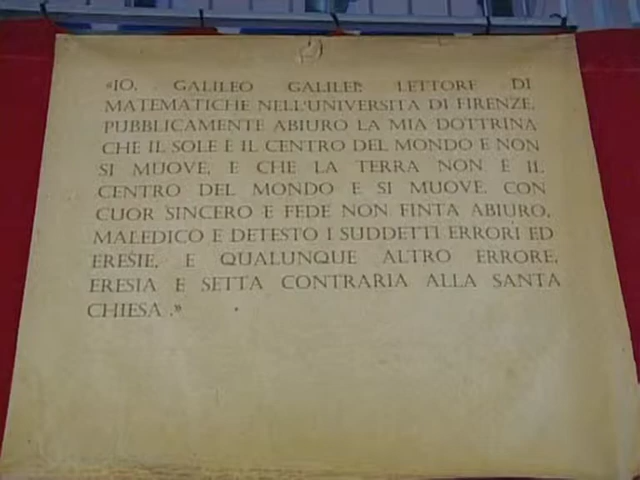 «IO, GALILEO GALILEI, LETTORE DI
MATEMATICHE NELL'UNIVERSITÀ DI FIRENZE,
PUBBLICAMENTE ABIURO LA MIA DOTTRINA
CHE IL SOLE È IL CENTRO DEL MONDO E NON
SI MUOVE, E CHE LA TERRA NON È IL
CENTRO DEL MONDO E SI MUOVE. CON
CUOR SINCERO E FEDE NON FINTA ABIURO,
MALEDICO E DETESTO I SUDDETTI ERRORI ED
ERESIE, E QUALUNQUE ALTRO ERRORE,
ERESIA E SETTA CONTRARIA ALLA SANTA
CHIESA .»